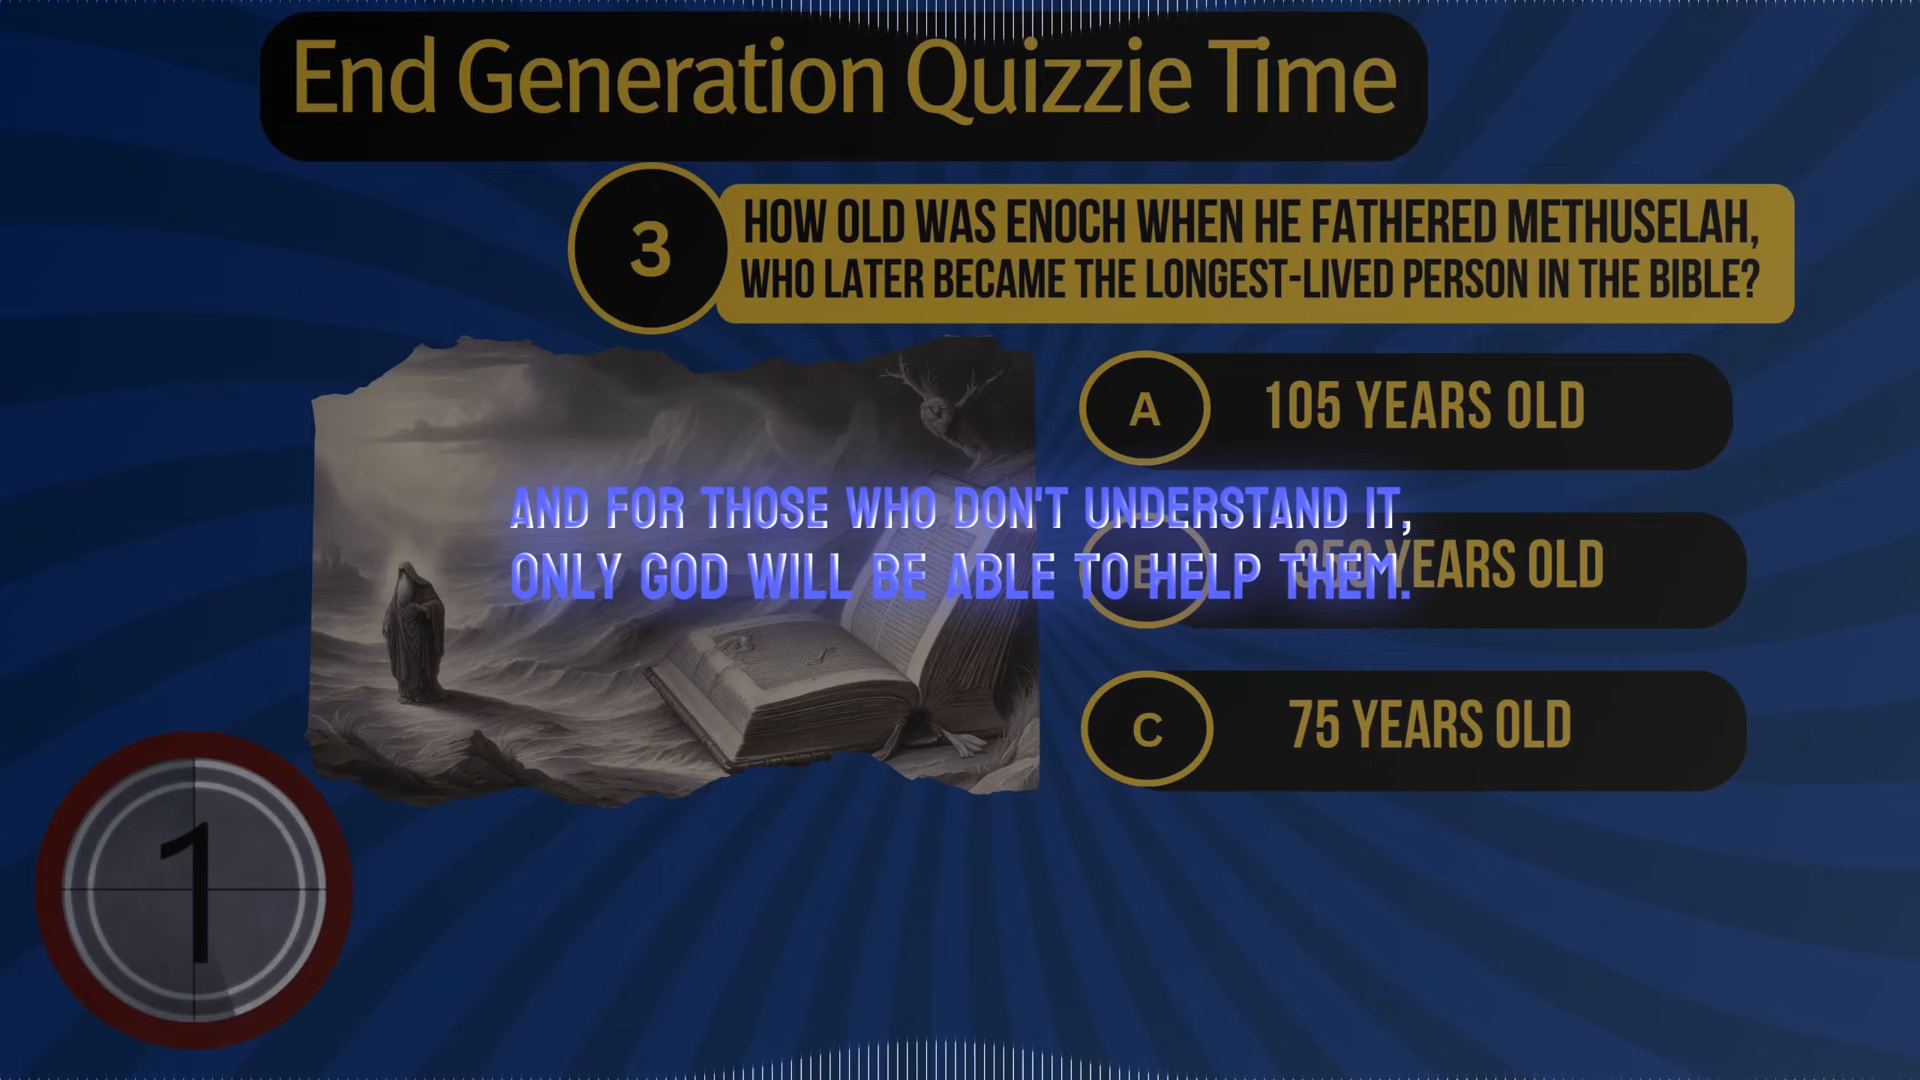 End Generation Quizzie Time
3
HOW OLD WAS ENOCH WHEN HE FATHERED METHUSELAH,
WHO LATER BECAME THE LONGEST-LIVED PERSON IN THE BIBLE?
A
105 YEARS OLD
AND FOR THOSE WHO DON'T UNDERSTAND IT,
ONLY GOD WILL BE ABLE TO HELP THEM.
YEARS OLD
C
75 YEARS OLD
1